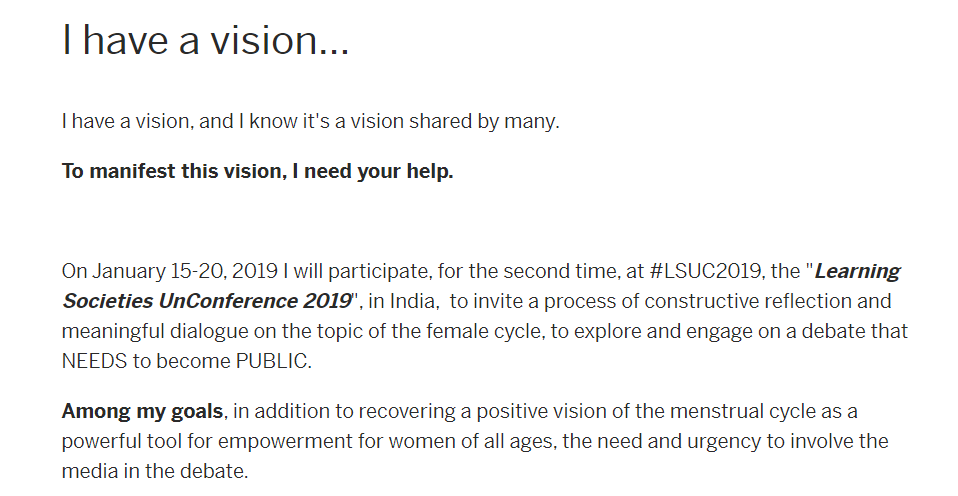 I have a vision...
I have a vision, and I know it's a vision shared by many.
To manifest this vision, I need your help.
On January 15-20, 2019 I will participate, for the second time, at #LSUC2019, the "Learning
Societies UnConference 2019", in India,  to invite a process of constructive reflection and
meaningful dialogue on the topic of the female cycle, to explore and engage on a debate that
NEEDS to become PUBLIC.
Among my goals, in addition to recovering a positive vision of the menstrual cycle as a
powerful tool for empowerment for women of all ages, the need and urgency to involve the
media in the debate.